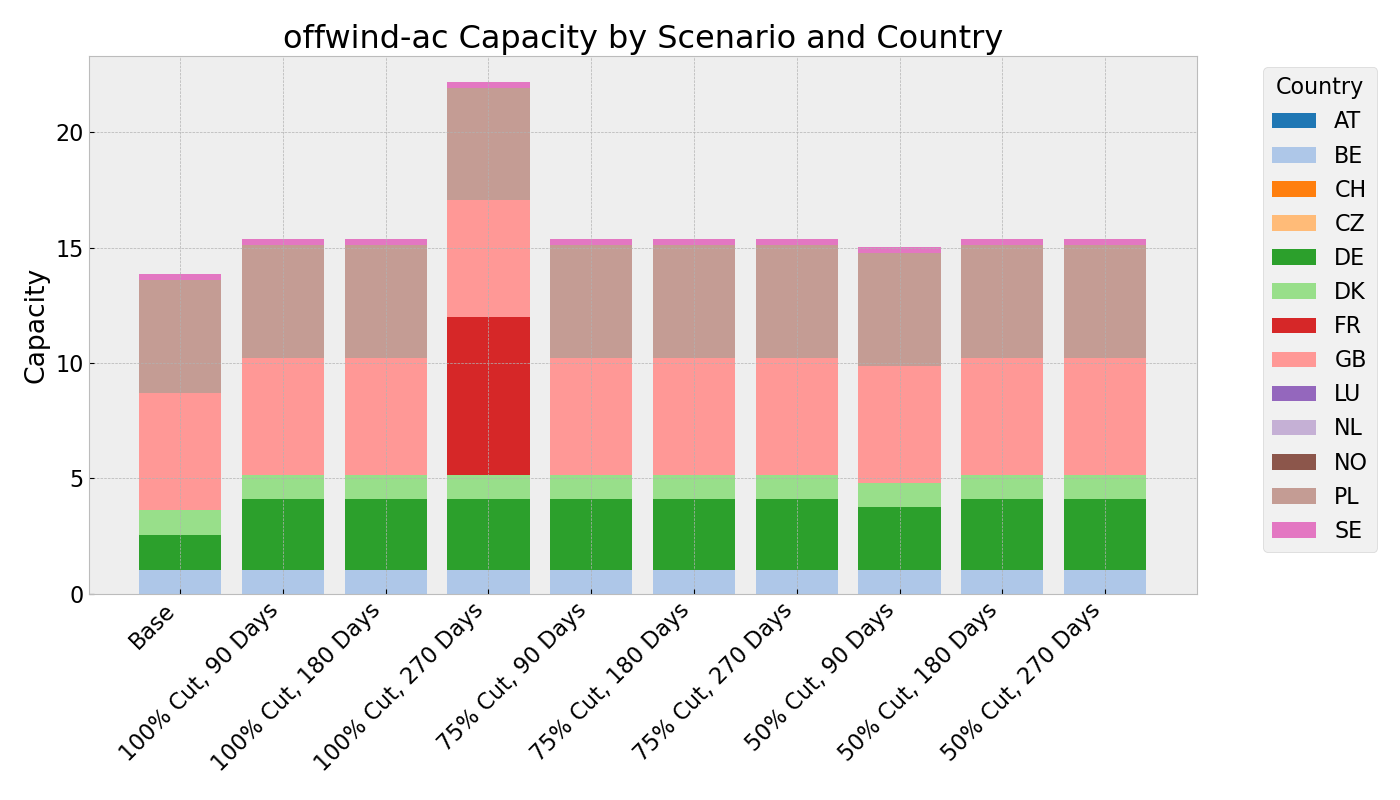 offwind-ac Capacity by Scenario and Country
Capacity
20
15
10
5
0
Base
100% Cut, 90 Days
100% Cut, 180 Days
100% Cut, 270 Days
75% Cut, 90 Days
75% Cut, 180 Days
75% Cut, 270 Days
50% Cut, 90 Days
50% Cut, 180 Days
50% Cut, 270 Days
Country
AT
BE
CH
CZ
DE
DK
FR
GB
LU
NL
NO
PL
SE